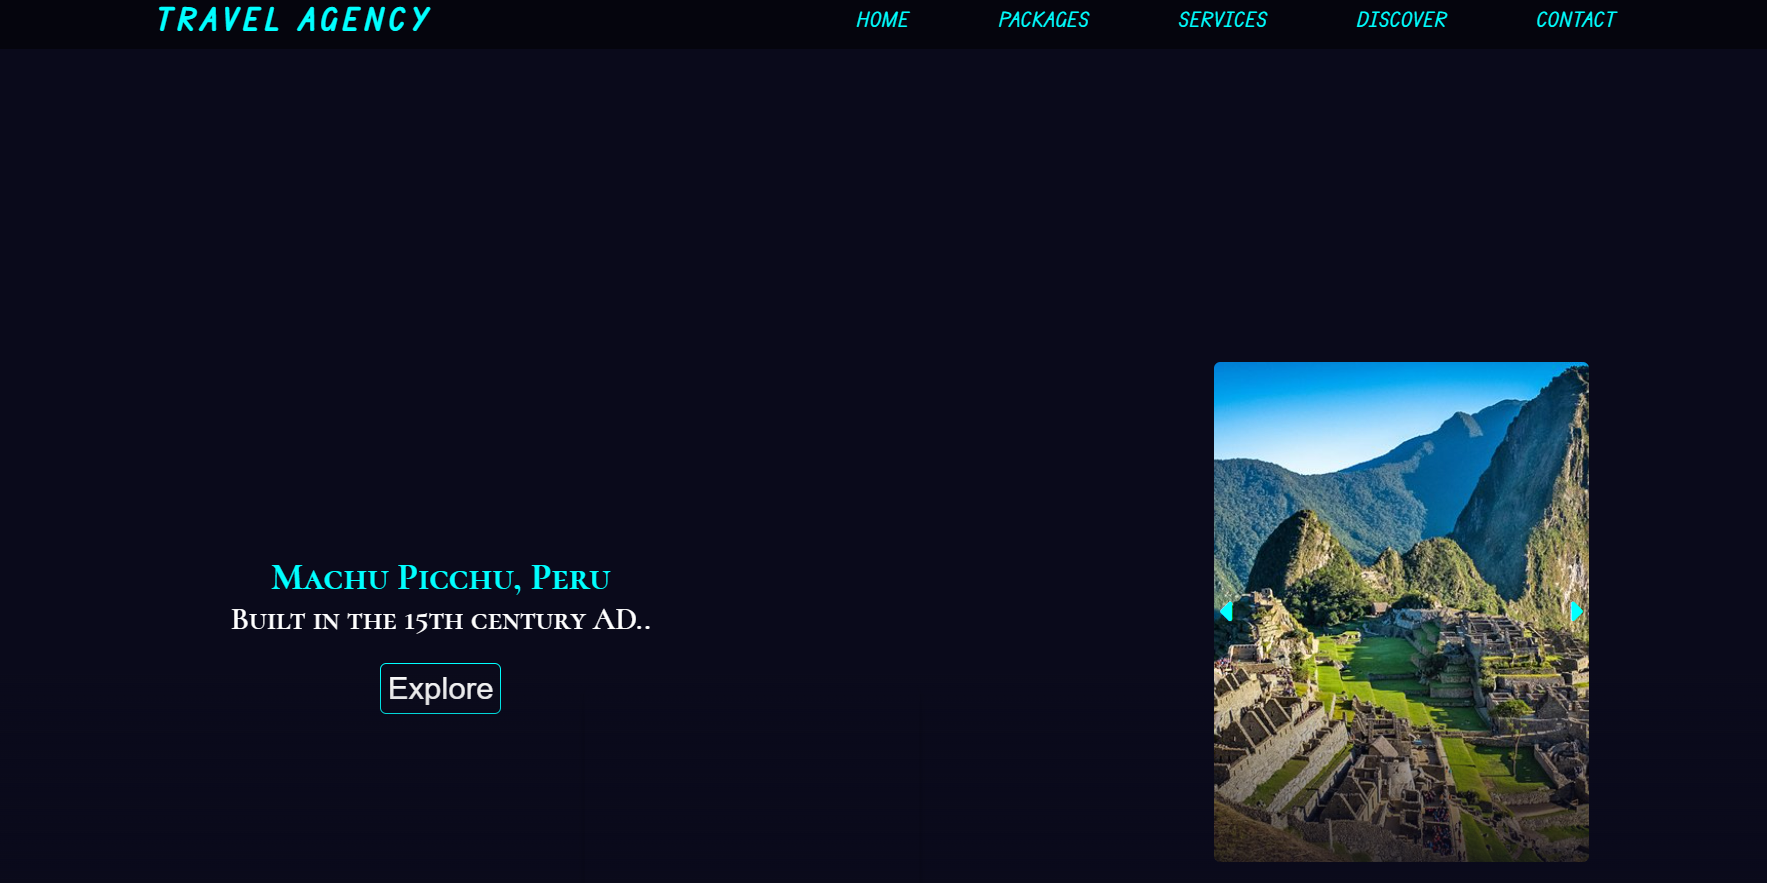 TRAVEL AGENCY
HOME PACKAGES SERVICES DISCOVER CONTACT
Machu Picchu, Peru
Built in the 15th century AD..
Explore